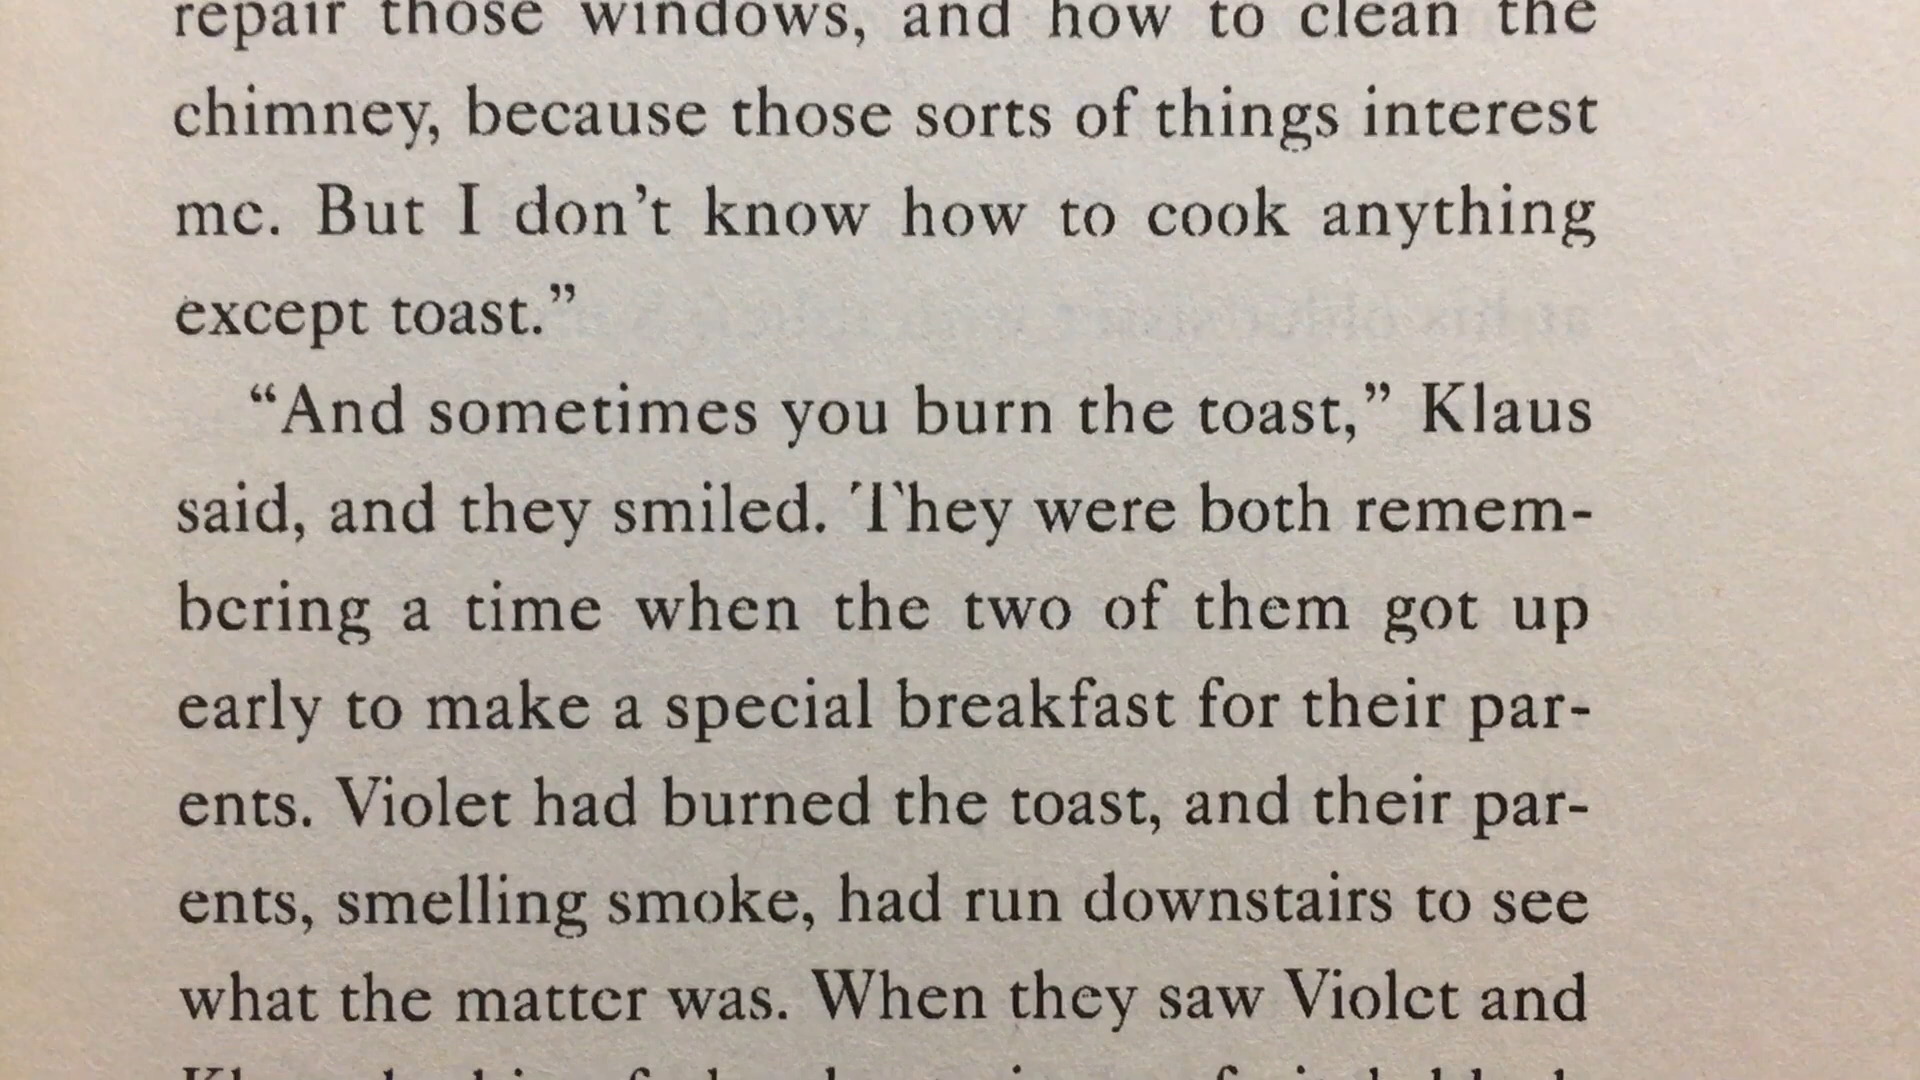 repair those windows, and how to clean the
chimney, because those sorts of things interest
me. But I don’t know how to cook anything
except toast.”
“And sometimes you burn the toast,” Klaus
said, and they smiled. They were both remem-
bering a time when the two of them got up
early to make a special breakfast for their par-
ents. Violet had burned the toast, and their par-
ents, smelling smoke, had run downstairs to see
what the matter was. When they saw Violet and